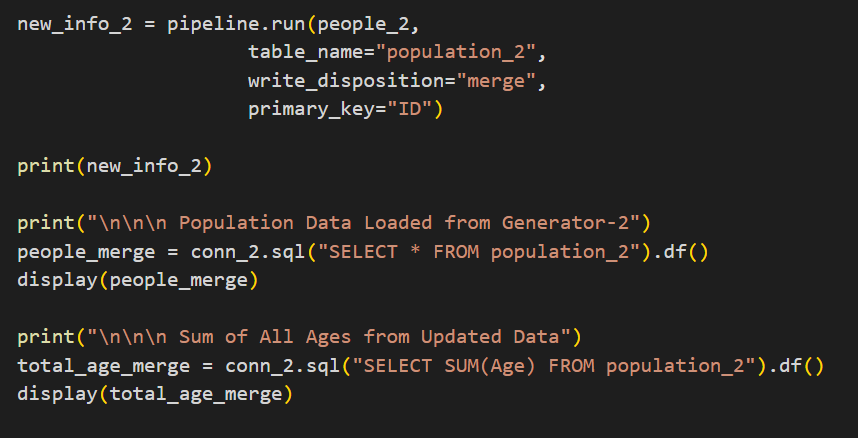 new_info_2 = pipeline.run(people_2,
                    table_name="population_2",
                    write_disposition="merge",
                    primary_key="ID")

print(new_info_2)

print("\n\n\n Population Data Loaded from Generator-2")
people_merge = conn_2.sql("SELECT * FROM population_2").df()
display(people_merge)

print("\n\n\n Sum of All Ages from Updated Data")
total_age_merge = conn_2.sql("SELECT SUM(Age) FROM population_2").df()
display(total_age_merge)